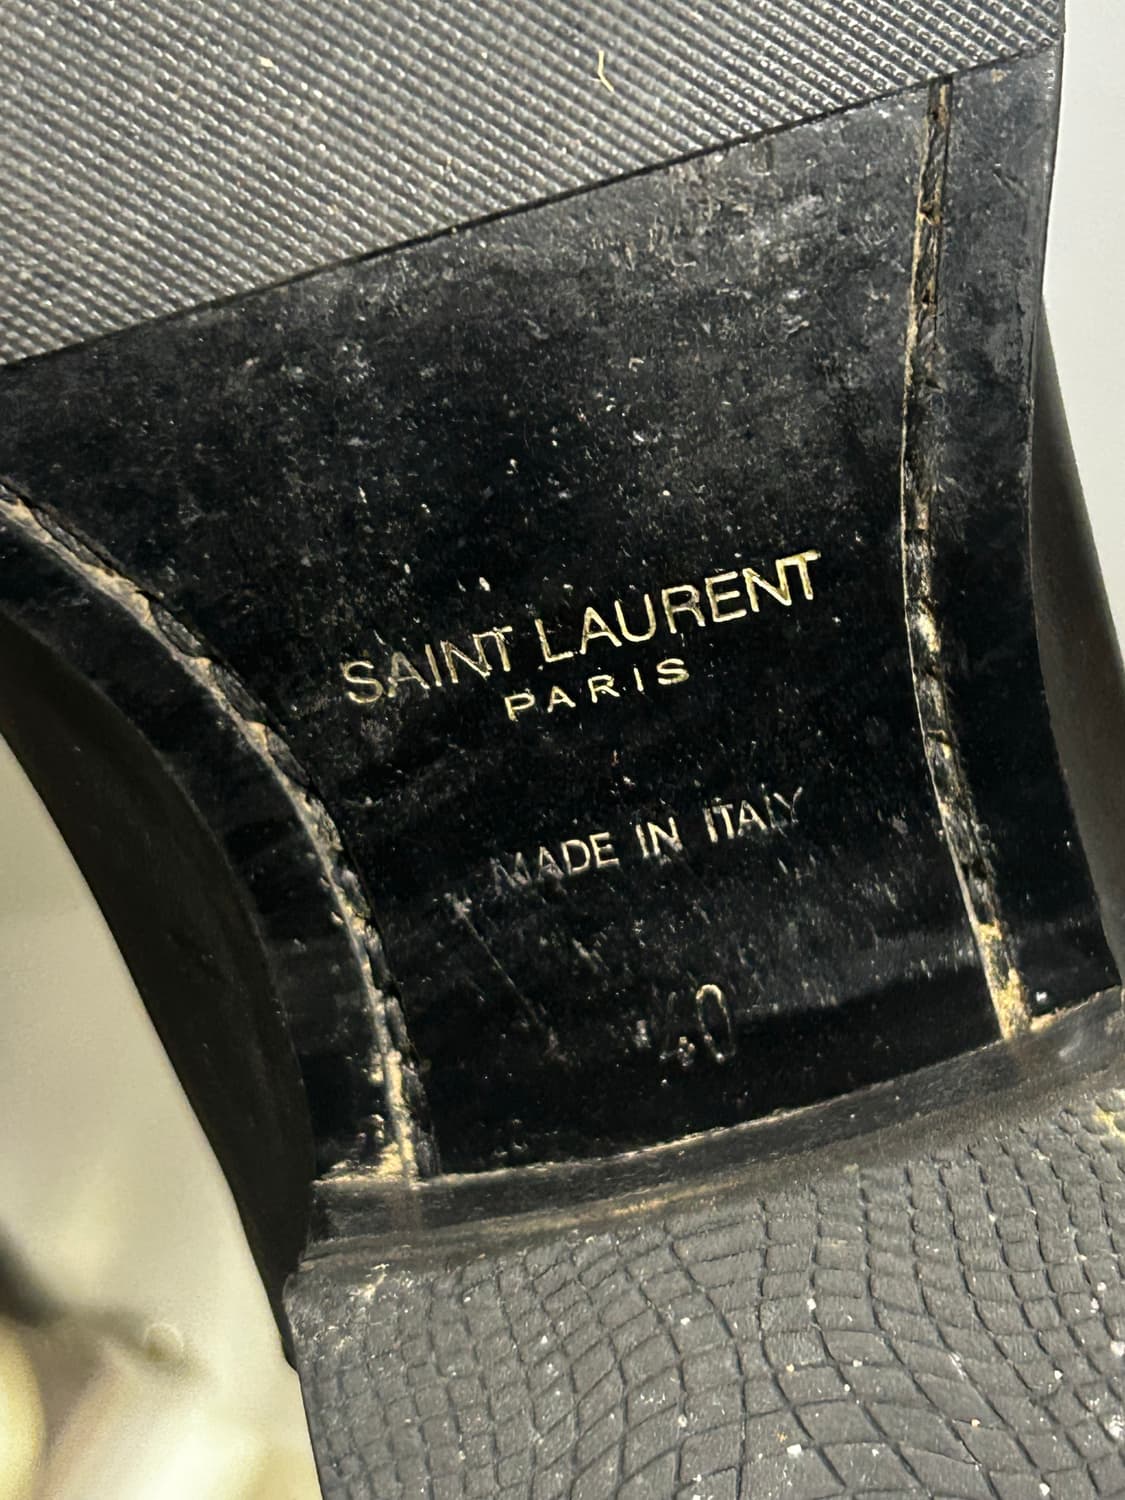 SAINT LAURENT
PARIS
MADE IN ITALY
40